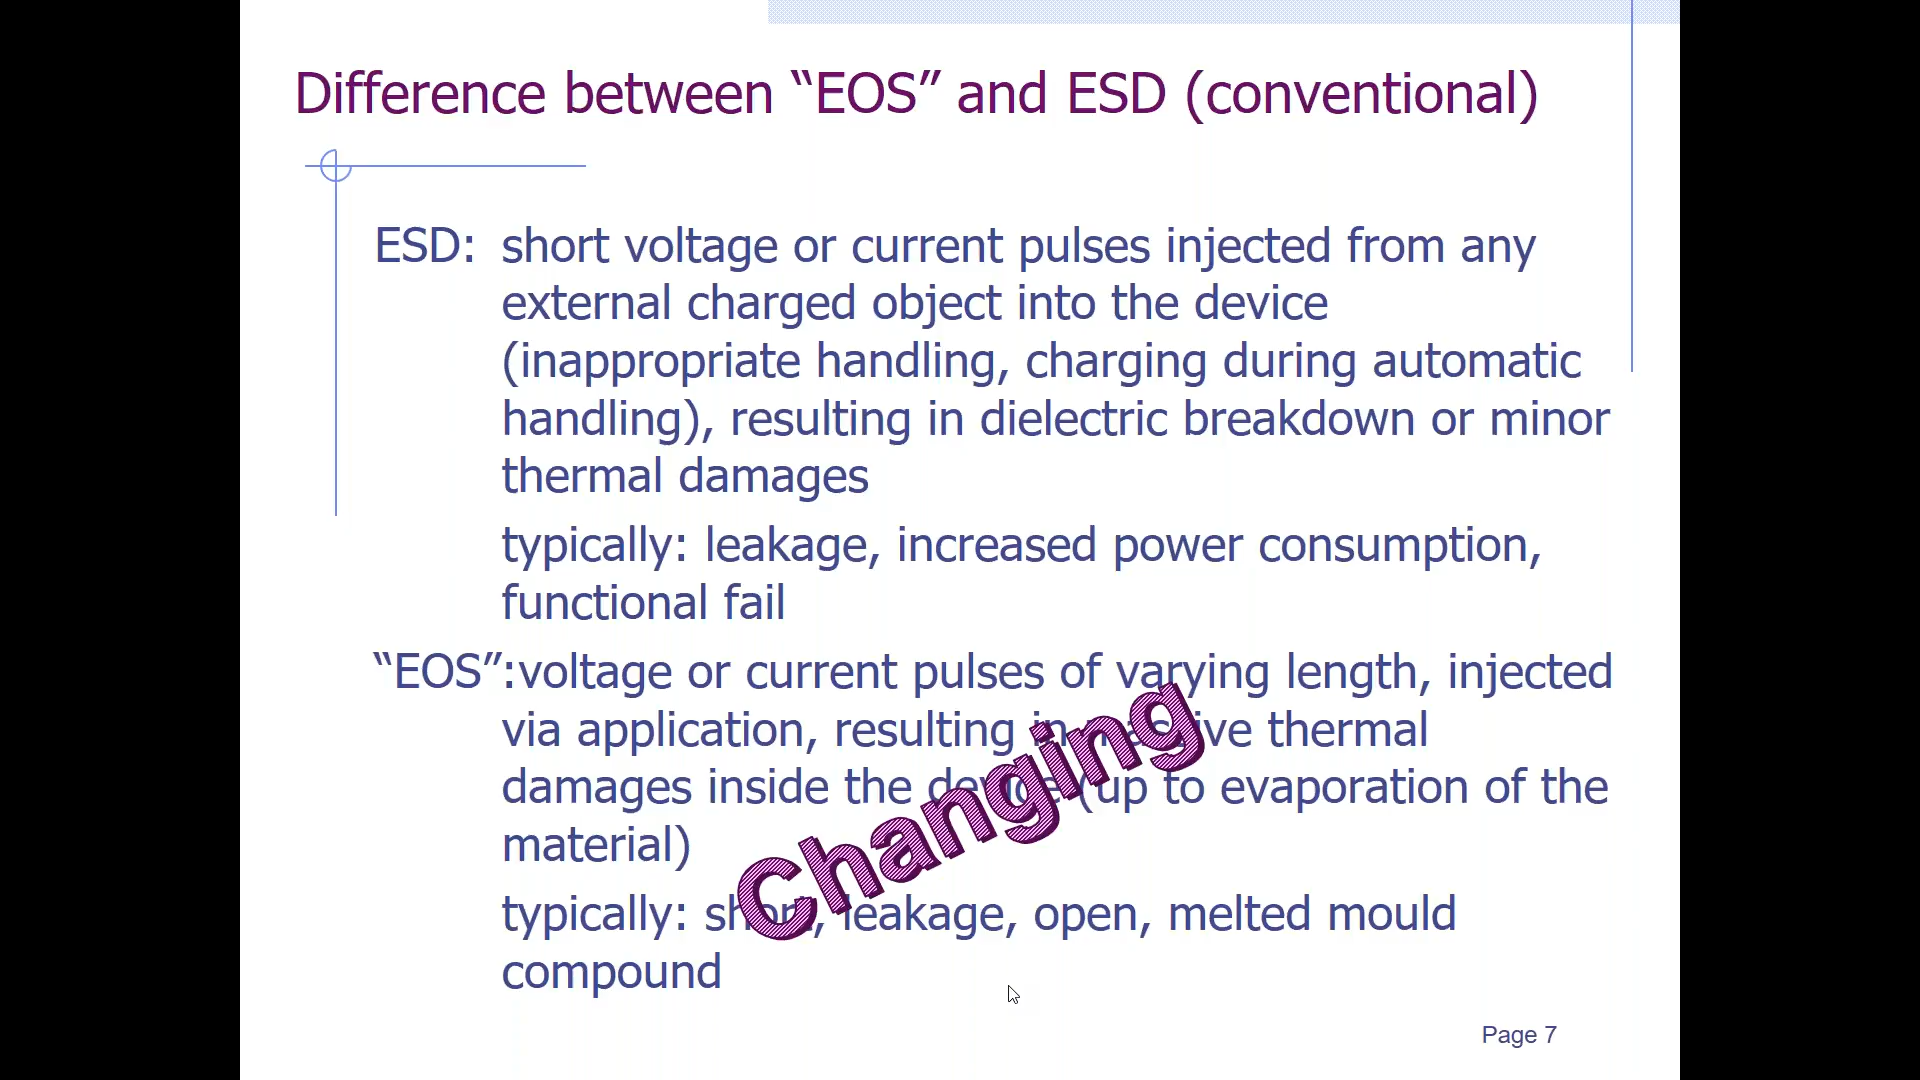 Difference between “EOS” and ESD (conventional)
ESD: short voltage or current pulses injected from any
external charged object into the device
(inappropriate handling, charging during automatic
handling), resulting in dielectric breakdown or minor
thermal damages
typically: leakage, increased power consumption,
functional fail
“EOS”:voltage or current pulses of varying length, injected
via application, resulting in massive thermal
damages inside the device (up to evaporation of the
material)
typically: short, leakage, open, melted mould
compound
Changing
Page 7